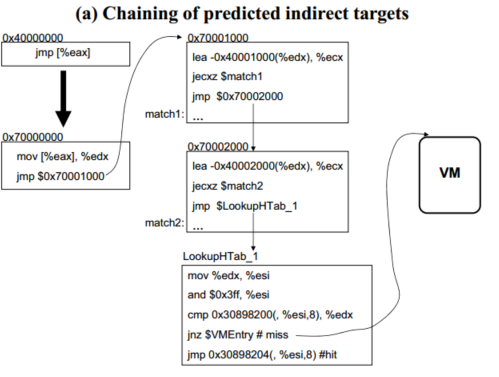 (a) Chaining of predicted indirect targets
0x40000000
jmp [%eax]
0x70000000
mov [%eax], %edx
jmp $0x70001000
0x70001000
lea -0x40001000(%edx), %ecx
jecxz $match1
jmp $0x70002000
match1:
...
0x70002000
lea -0x40002000(%edx), %ecx
jecxz $match2
jmp $LookupHTab_1
match2:
...
LookupHTab_1
mov %edx, %esi
and $0x3ff, %esi
cmp 0x30898200(, %esi,8), %edx
jnz $VMEntry # miss
jmp 0x30898204(, %esi,8) #hit
VM